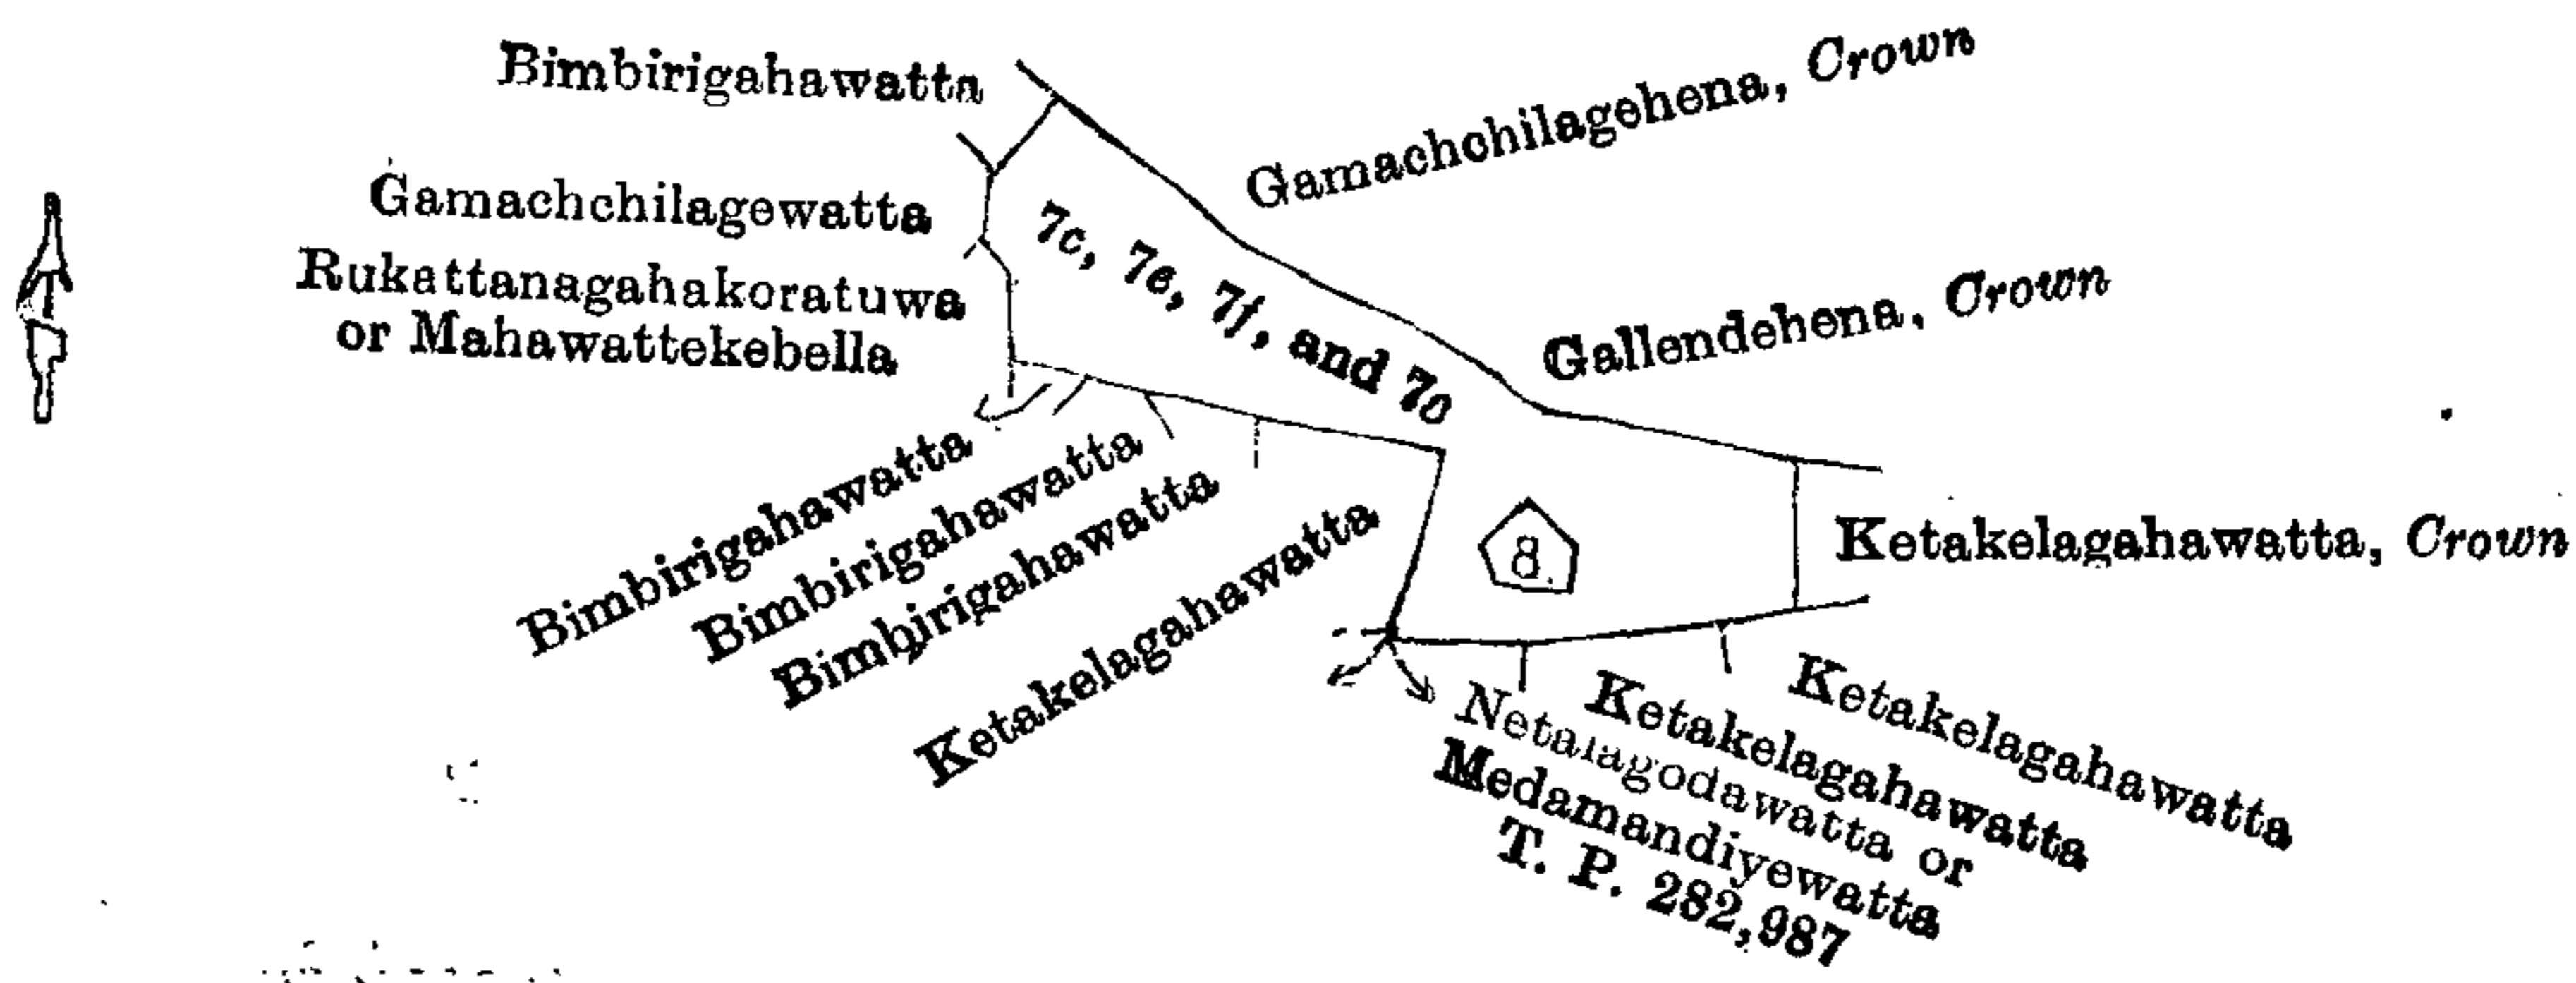 Bimbirigahawatta
Gamachchilagehena, Crown
Gamachchilagewatta
Rukattanagahakoratuwa
or Mahawattekebella
7c, 7e, 7f, and 7o
Gallendehena, Crown
Bimbirigahawatta
Bimbirigahawatta
Bimbirigahawatta
Ketakelagahawatta
8
Ketakelagahawatta, Crown
Ketakelagahawatta
Ketakelagahawatta
Netalagodawatta or
Medamandiyewatta
T. P. 282,987